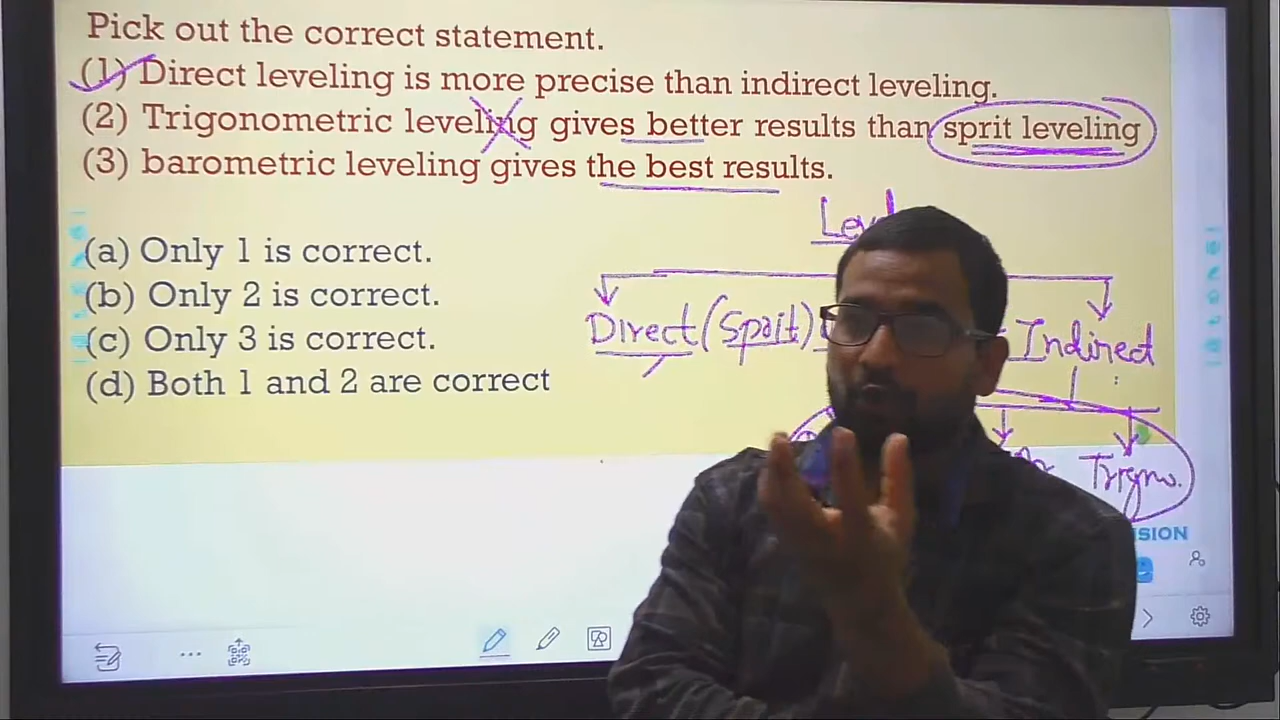 Pick out the correct statement.
(1) Direct leveling is more precise than indirect leveling.
(2) Trigonometric leveling gives better results than sprit leveling
(3) barometric leveling gives the best results.
(a) Only 1 is correct.
(b) Only 2 is correct.
(c) Only 3 is correct.
(d) Both 1 and 2 are correct
Direct (Sprit)
Indirect
Trigno.
SION